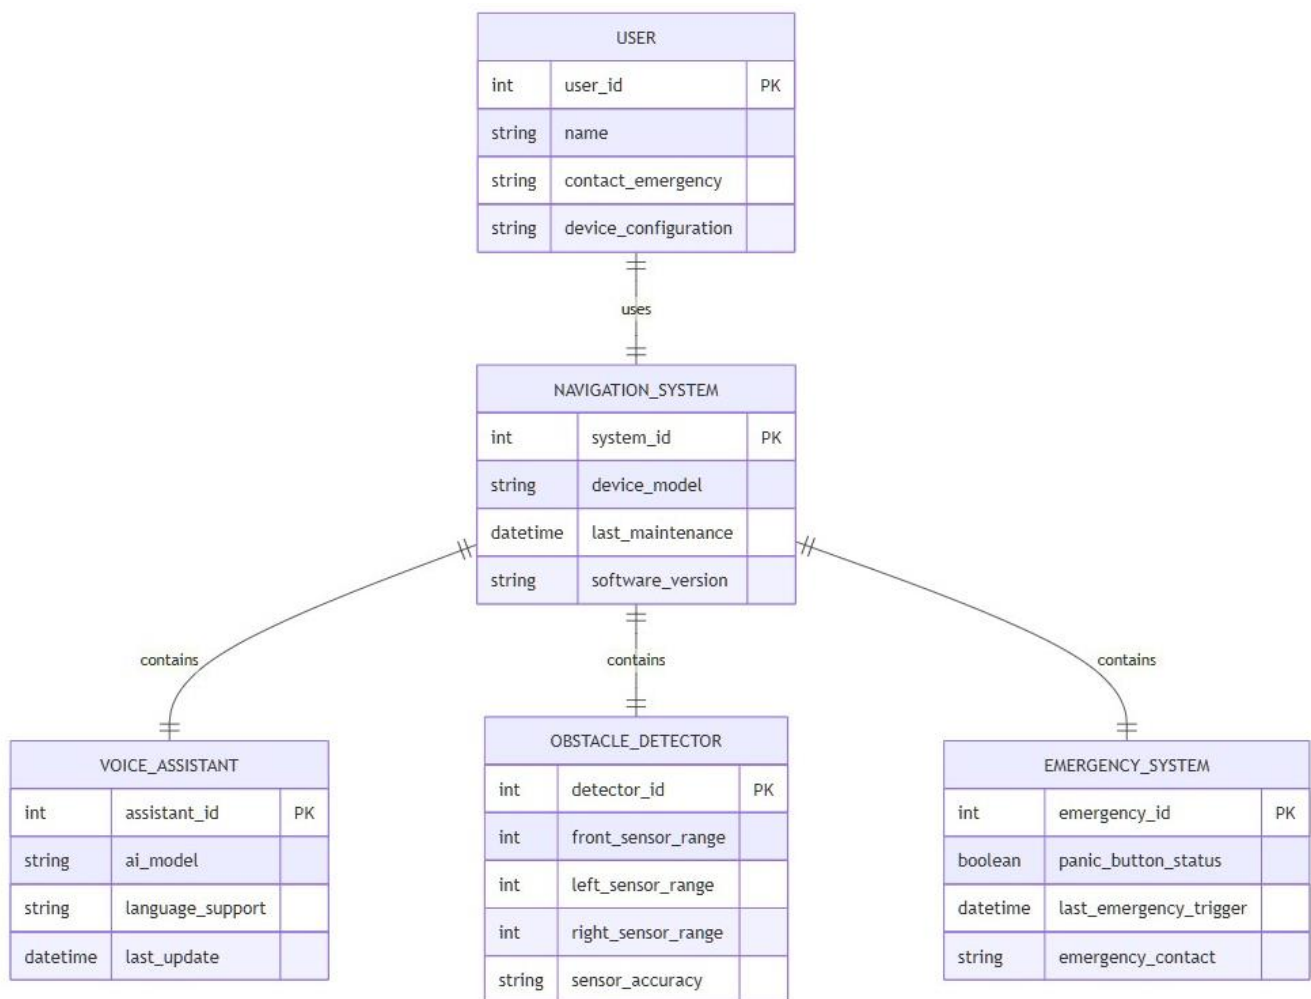 USER
int user_id PK
string name
string contact_emergency
string device_configuration
uses
NAVIGATION_SYSTEM
int system_id PK
string device_model
datetime last_maintenance
string software_version
contains
contains
contains
VOICE_ASSISTANT
int assistant_id PK
string ai_model
string language_support
datetime last_update
OBSTACLE_DETECTOR
int detector_id PK
int front_sensor_range
int left_sensor_range
int right_sensor_range
string sensor_accuracy
EMERGENCY_SYSTEM
int emergency_id PK
boolean panic_button_status
datetime last_emergency_trigger
string emergency_contact